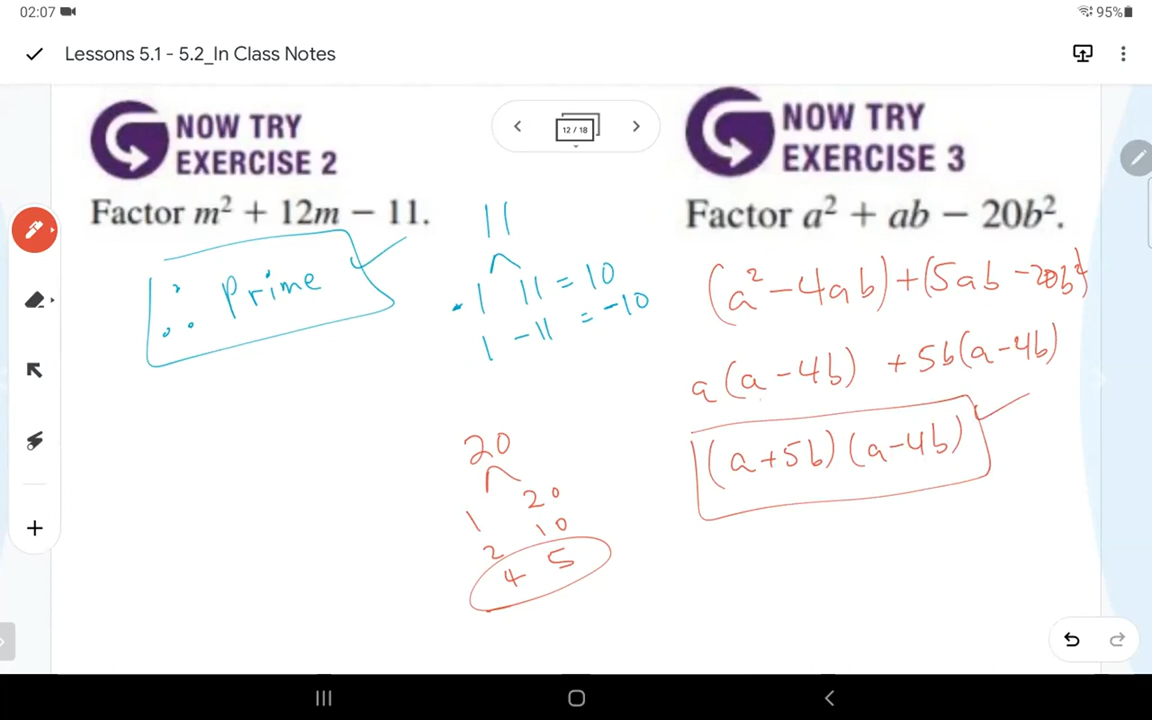 02:07
95%
Lessons 5.1 - 5.2_In Class Notes
12 / 18
NOW TRY
EXERCISE 2
Factor m² + 12m − 11.
∴ Prime
11
-1 11 = 10
1 -11 = -10
20
1 20
2 10
4 5
NOW TRY
EXERCISE 3
Factor a² + ab − 20b².
(a² - 4ab) + (5ab - 20b²)
a(a - 4b) + 5b(a - 4b)
(a + 5b)(a - 4b)